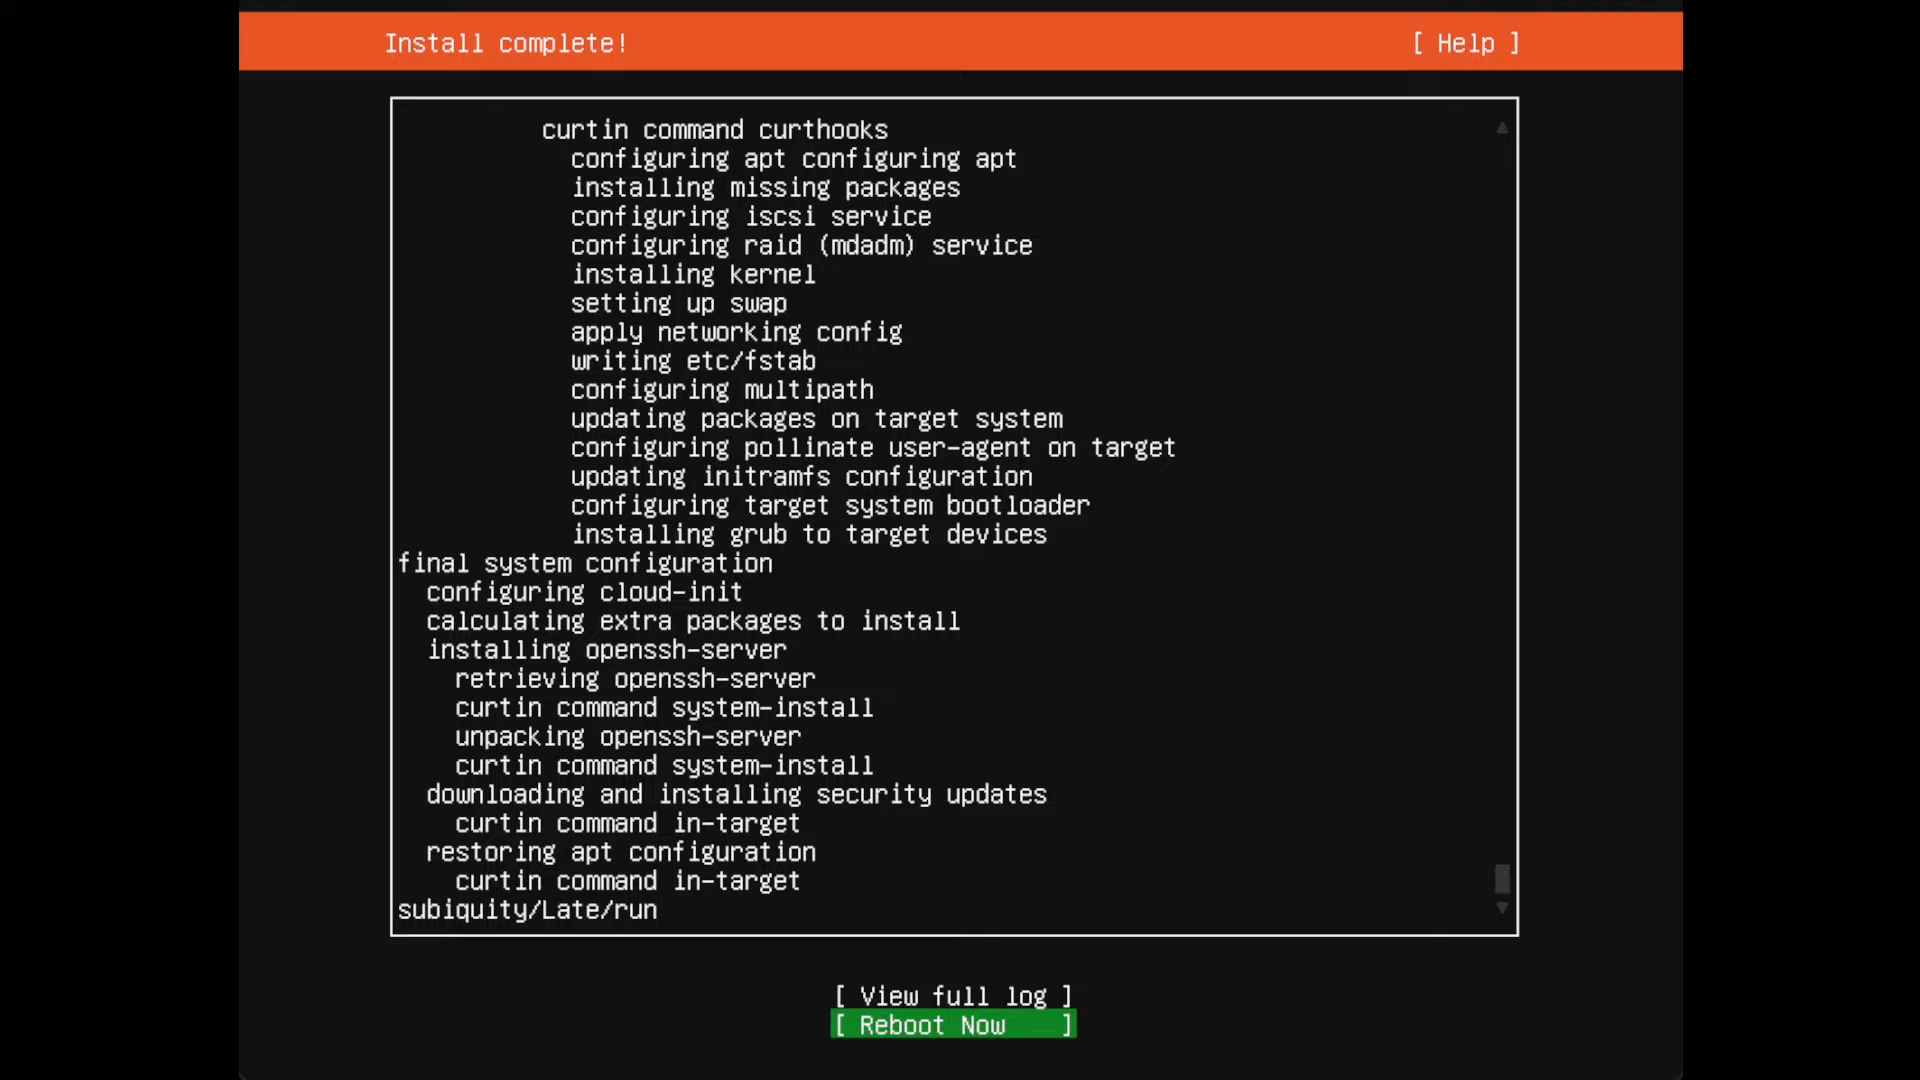 Install complete!
[ Help ]
curtin command curthooks
configuring apt configuring apt
installing missing packages
configuring iscsi service
configuring raid (mdadm) service
installing kernel
setting up swap
apply networking config
writing etc/fstab
configuring multipath
updating packages on target system
configuring pollinate user-agent on target
updating initramfs configuration
configuring target system bootloader
installing grub to target devices
final system configuration
configuring cloud-init
calculating extra packages to install
installing openssh-server
retrieving openssh-server
curtin command system-install
unpacking openssh-server
curtin command system-install
downloading and installing security updates
curtin command in-target
restoring apt configuration
curtin command in-target
subiquity/Late/run
[ View full log ]
[ Reboot Now ]